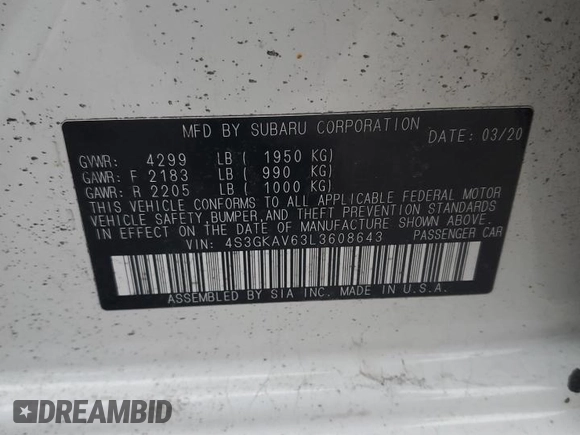 MFD BY SUBARU CORPORATION DATE: 03/20
GVWR: 4299 LB ( 1950 KG)
GAWR: F 2183 LB ( 990 KG)
GAWR: R 2205 LB ( 1000 KG)
THIS VEHICLE CONFORMS TO ALL APPLICABLE FEDERAL MOTOR
VEHICLE SAFETY,BUMPER,AND THEFT PREVENTION STANDARDS
IN EFFECT ON THE DATE OF MANUFACTURE SHOWN ABOVE.
VIN: 4S3GKAV63L3608643 PASSENGER CAR
ASSEMBLED BY SIA INC. MADE IN U.S.A.
DREAMBID